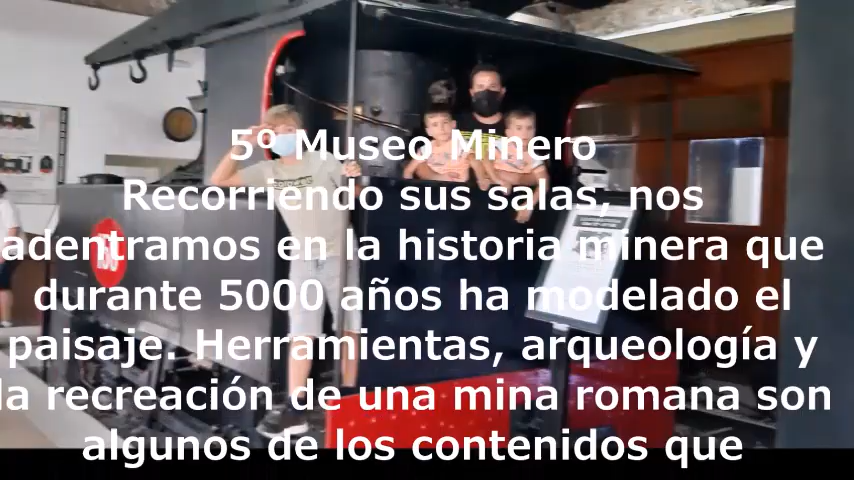 5º Museo Minero
Recorriendo sus salas, nos
adentramos en la historia minera que
durante 5000 años ha modelado el
paisaje. Herramientas, arqueología y
la recreación de una mina romana son
algunos de los contenidos que